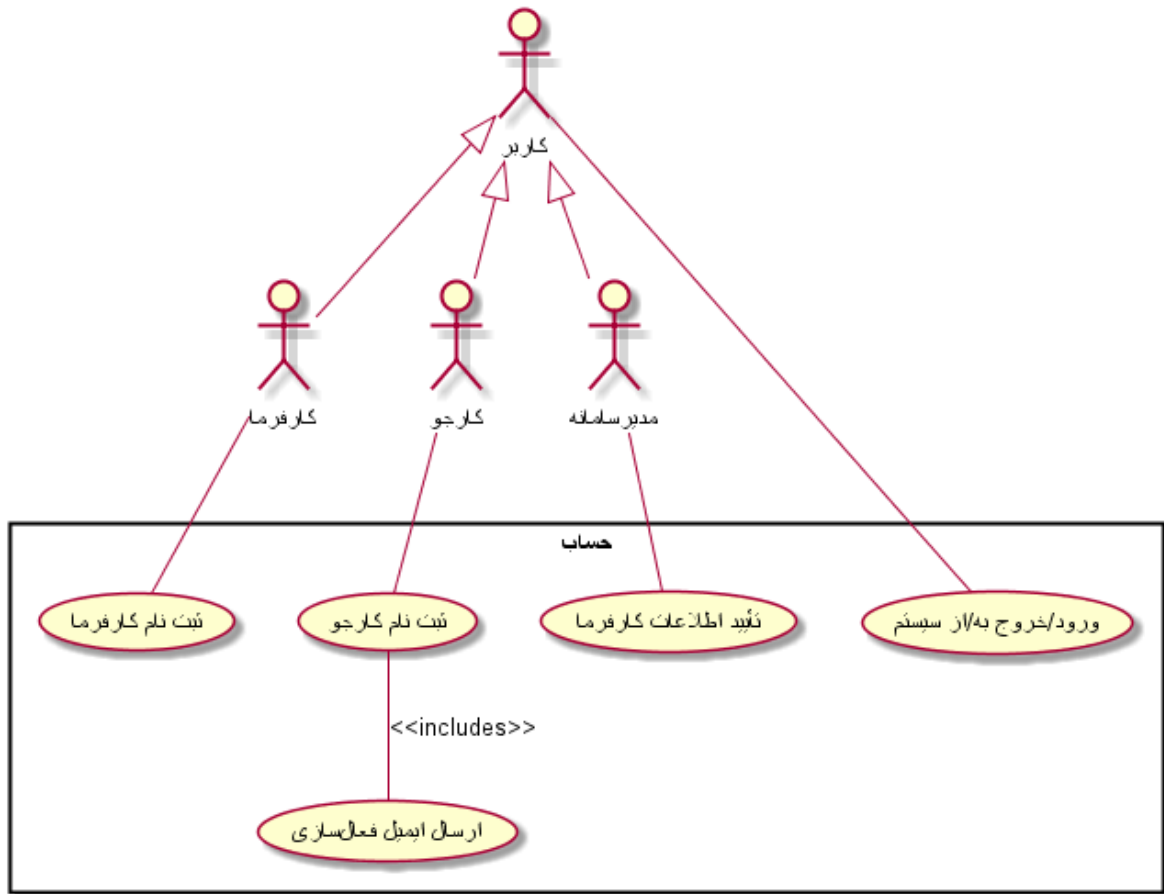 کاربر
کارفرما
کارجو
مدیرسامانه
حساب
ثبت نام کارفرما
ثبت نام کارجو
تأیید اطلاعات کارفرما
ورود/خروج به/از سیستم
<<includes>>
ارسال ایمیل فعال‌سازی